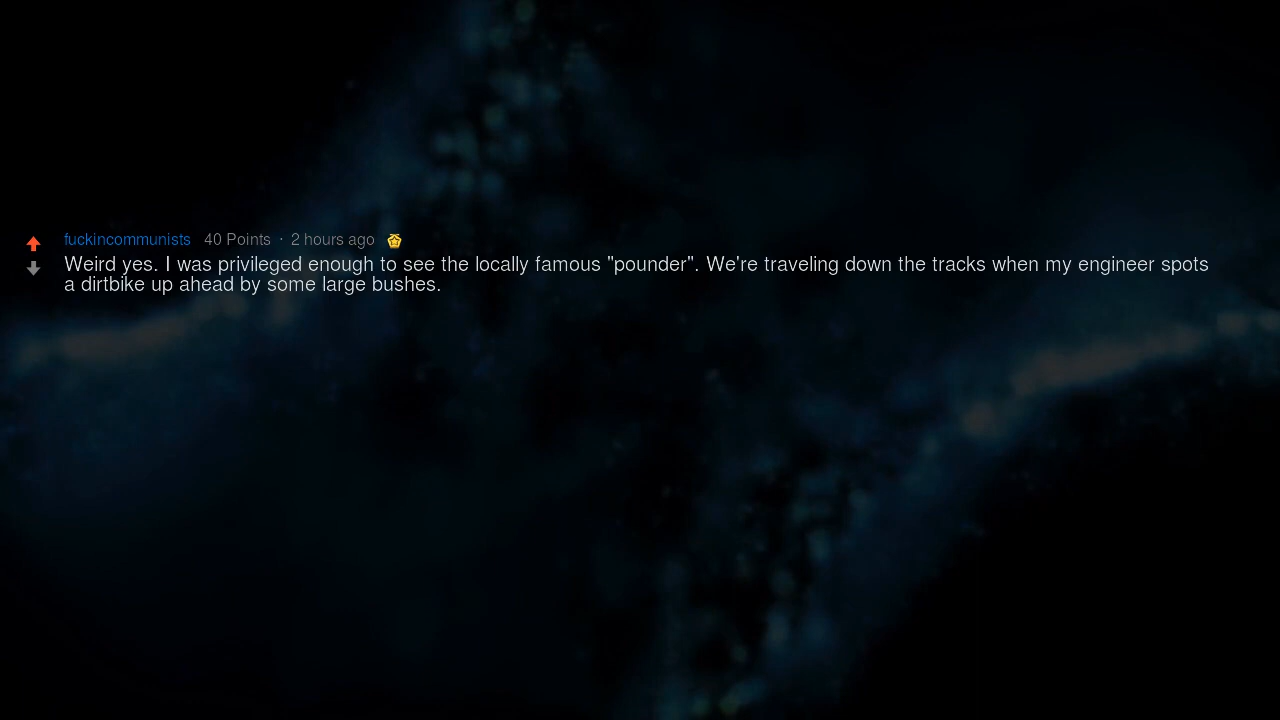 fuckincommunists 40 Points · 2 hours ago
Weird yes. I was privileged enough to see the locally famous "pounder". We're traveling down the tracks when my engineer spots
a dirtbike up ahead by some large bushes.